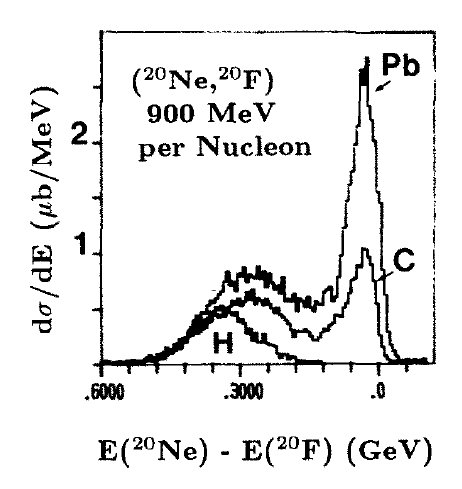 (²⁰Ne,²⁰F)
900 MeV
per Nucleon
Pb
C
H
2
1
dσ/dE (μb/MeV)
.6000 .3000 .0
E(²⁰Ne) - E(²⁰F) (GeV)